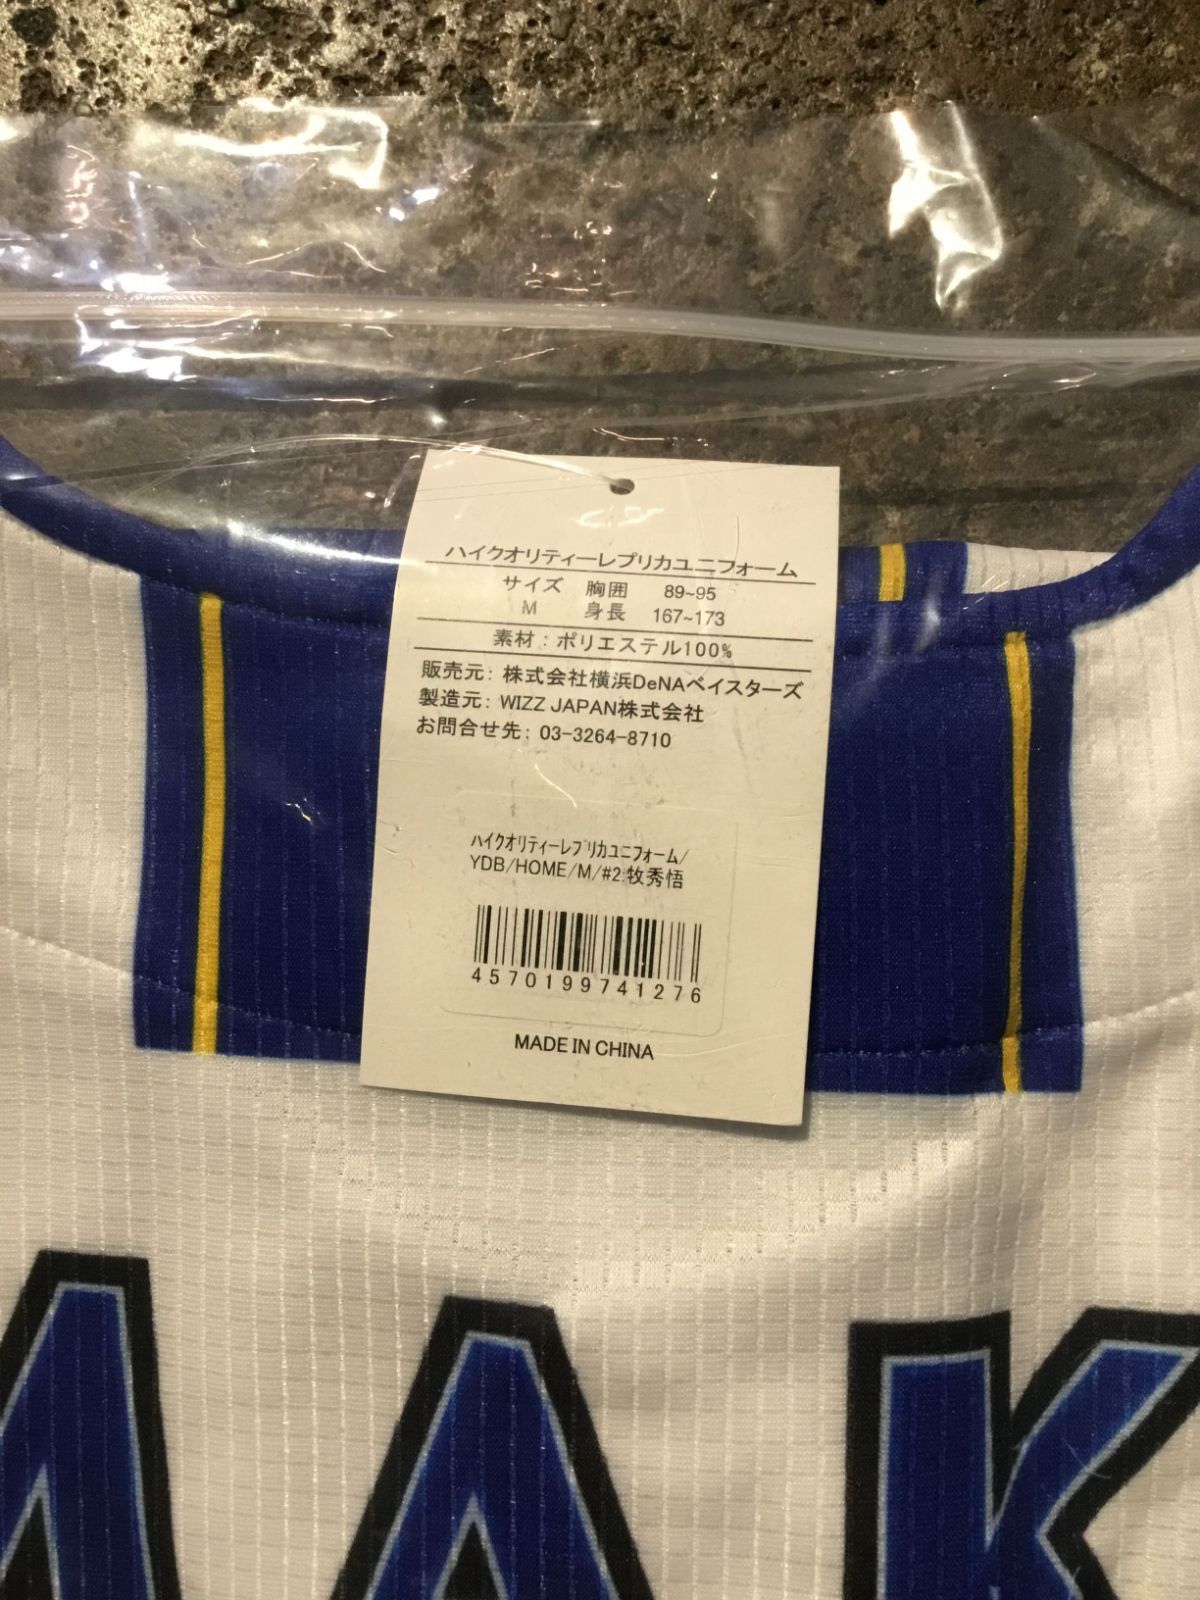 ハイクオリティーレプリカユニフォーム
サイズ 胸囲 89~95
M 身長 167~173
素材：ポリエステル100%
販売元：株式会社横浜DeNAベイスターズ
製造元：WIZZ JAPAN株式会社
お問合せ先：03-3264-8710
ﾊｲｸｵﾘﾃｨｰﾚﾌﾟﾘｶﾕﾆﾌｫｰﾑ/
YDB/HOME/M/#2:牧秀悟
4570199741276
MADE IN CHINA
MAK